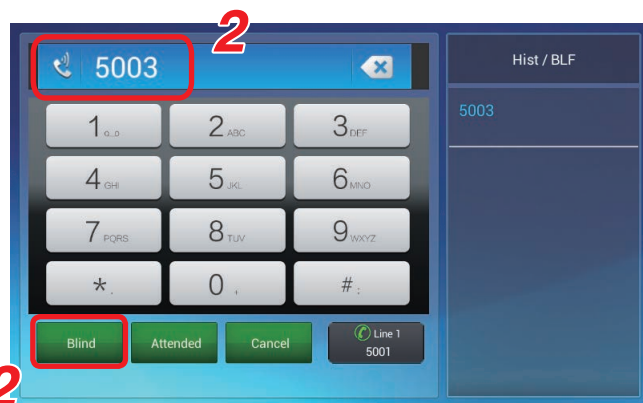 2
5003
Hist / BLF
5003
1
2 ABC
3 DEF
4 GHI
5 JKL
6 MNO
7 PQRS
8 TUV
9 WXYZ
* .
0 ,
# ;
Blind
Attended
Cancel
Line 1
5001
2